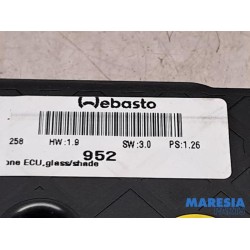 Webasto
258 HW:1.9 SW:3.0 PS:1.26
952
one ECU,glass/shade
MARESIA